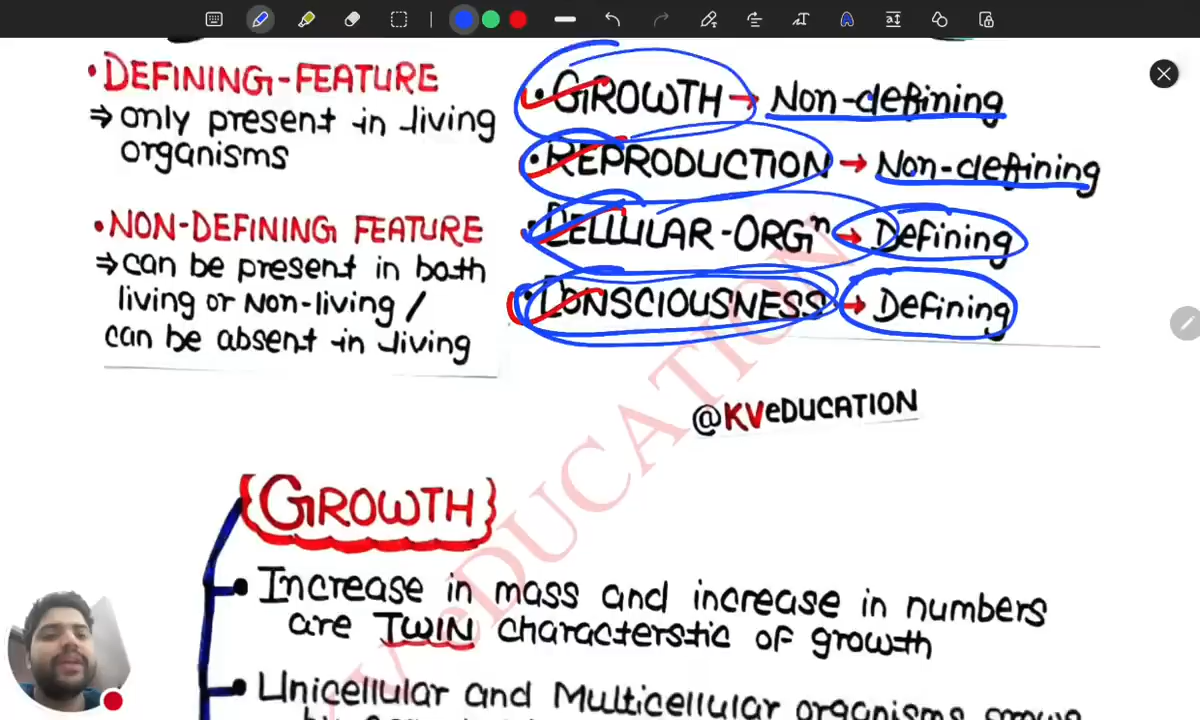 • DEFINING-FEATURE
⇒ only present in living
organisms
• NON-DEFINING FEATURE
⇒ can be present in both
living or Non-living /
can be absent in living
• GROWTH → Non-defining
• REPRODUCTION → Non-defining
• CELLULAR-ORGⁿ → Defining
• CONSCIOUSNESS → Defining
@KVeDUCATION
{GROWTH}
• Increase in mass and increase in numbers
are TWIN characterstic of growth
• Unicellular and Multicellular organisms
KVeDUCATION